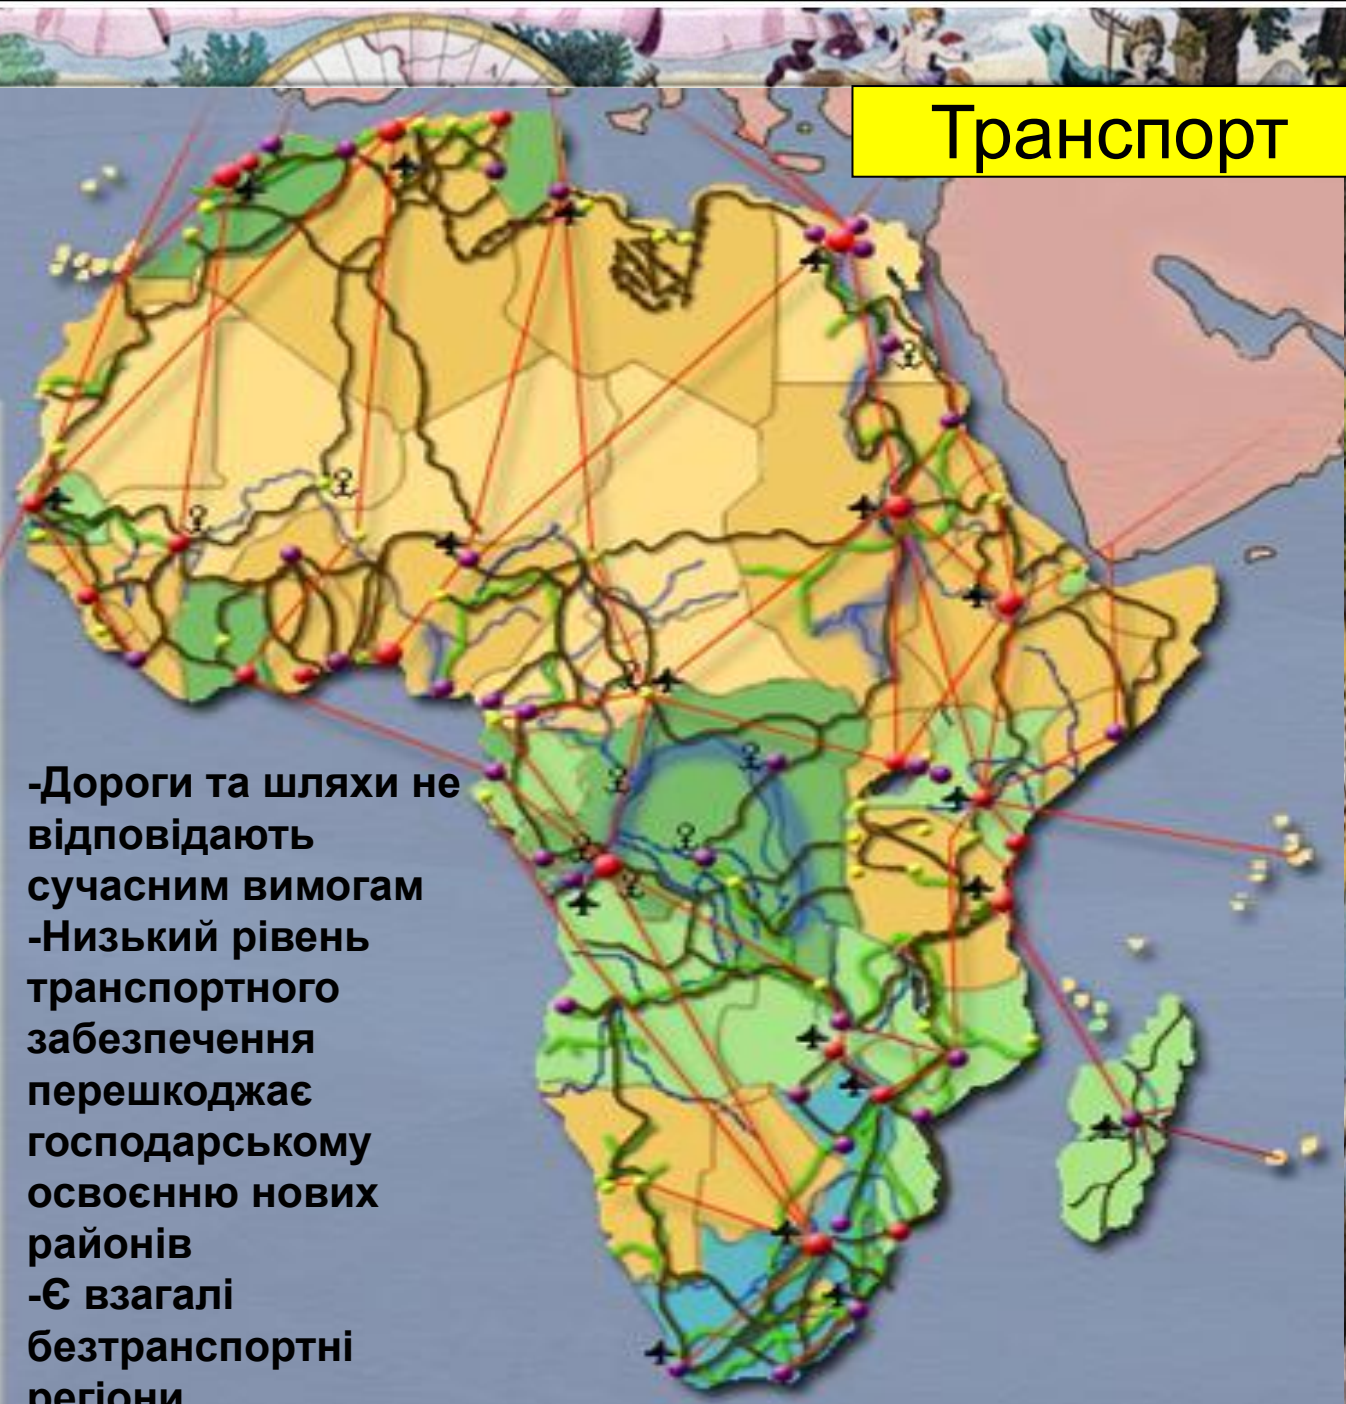 Транспорт
-Дороги та шляхи не
відповідають
сучасним вимогам
-Низький рівень
транспортного
забезпечення
перешкоджає
господарському
освоєнню нових
районів
-Є взагалі
безтранспортні
регіони